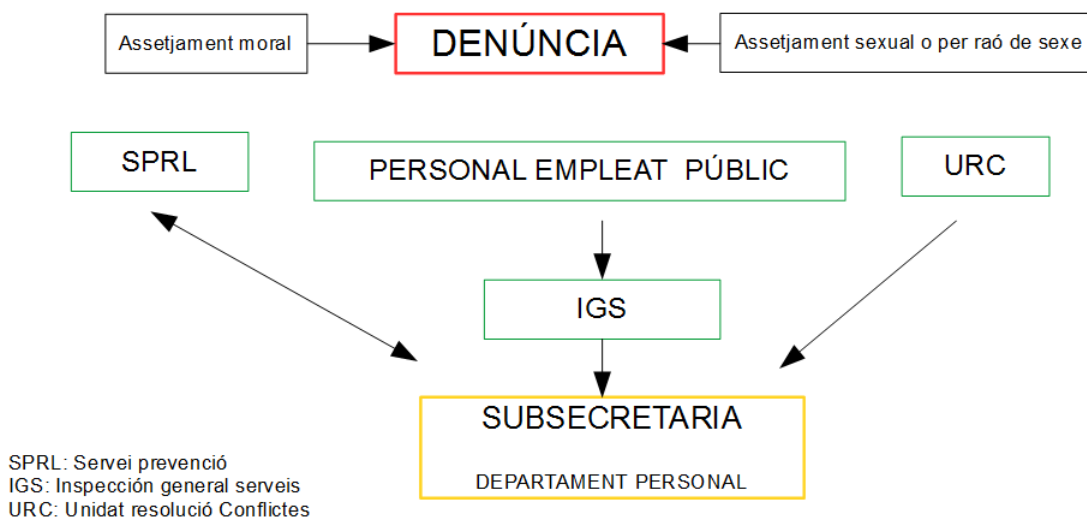 Assetjament moral
DENÚNCIA
Assetjament sexual o per raó de sexe
SPRL
PERSONAL EMPLEAT PÚBLIC
URC
IGS
SUBSECRETARIA
DEPARTAMENT PERSONAL
SPRL: Servei prevenció
IGS: Inspección general serveis
URC: Unidat resolució Conflictes